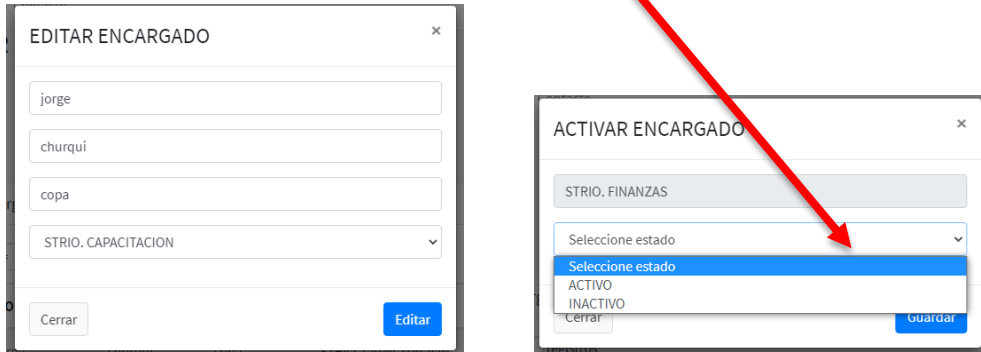 EDITAR ENCARGADO ×
jorge
churqui
copa
STRIO. CAPACITACION
Cerrar Editar
ACTIVAR ENCARGADO ×
STRIO. FINANZAS
Seleccione estado
Seleccione estado
ACTIVO
INACTIVO
Cerrar Guardar